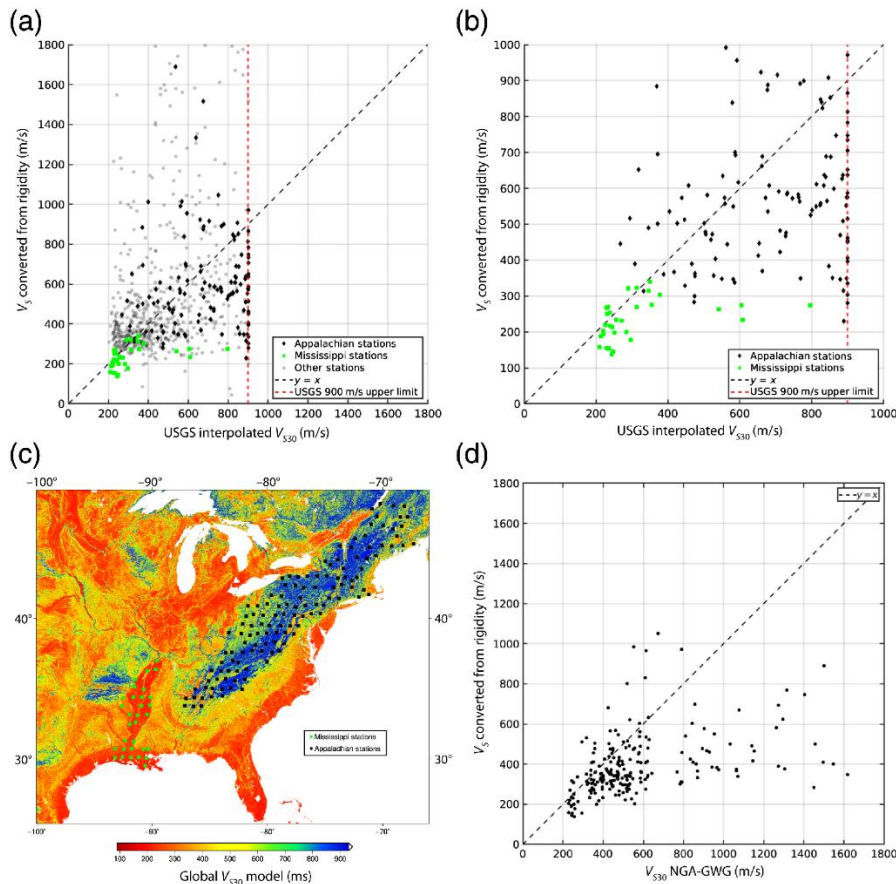 (a)
1800
1600
1400
1200
1000
800
600
400
200
0
V_S converted from rigidity (m/s)
0 200 400 600 800 1000 1200 1400 1600 1800
USGS interpolated V_S30 (m/s)
Appalachian stations
Mississippi stations
Other stations
y = x
USGS 900 m/s upper limit
(b)
1000
900
800
700
600
500
400
300
200
100
0
V_S converted from rigidity (m/s)
0 200 400 600 800 1000
USGS interpolated V_S30 (m/s)
Appalachian stations
Mississippi stations
y = x
USGS 900 m/s upper limit
(c)
-100° -90° -80° -70°
40° 40°
30° 30°
Mississippi stations
Appalachian stations
-100° -90° -80° -70°
100 200 300 400 500 600 700 800 900
Global V_S30 model (ms)
(d)
1800
1600
1400
1200
1000
800
600
400
200
0
V_S converted from rigidity (m/s)
y = x
0 200 400 600 800 1000 1200 1400 1600 1800
V_S30 NGA-GWG (m/s)